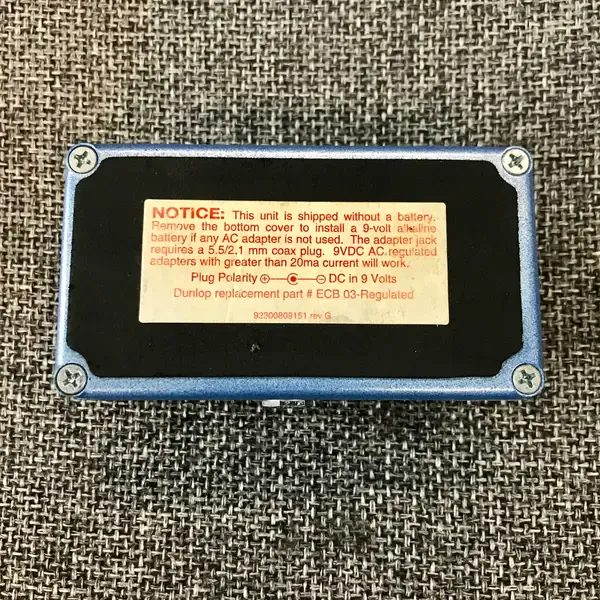 NOTICE: This unit is shipped without a battery.
Remove the bottom cover to install a 9-volt alkaline
battery if any AC adapter is not used. The adapter jack
requires a 5.5/2.1 mm coax plug. 9VDC AC regulated
adapters with greater than 20ma current will work.
Plug Polarity ⊕ ⊖ DC in 9 Volts
Dunlop replacement part # ECB 03-Regulated
92300809151 rev G